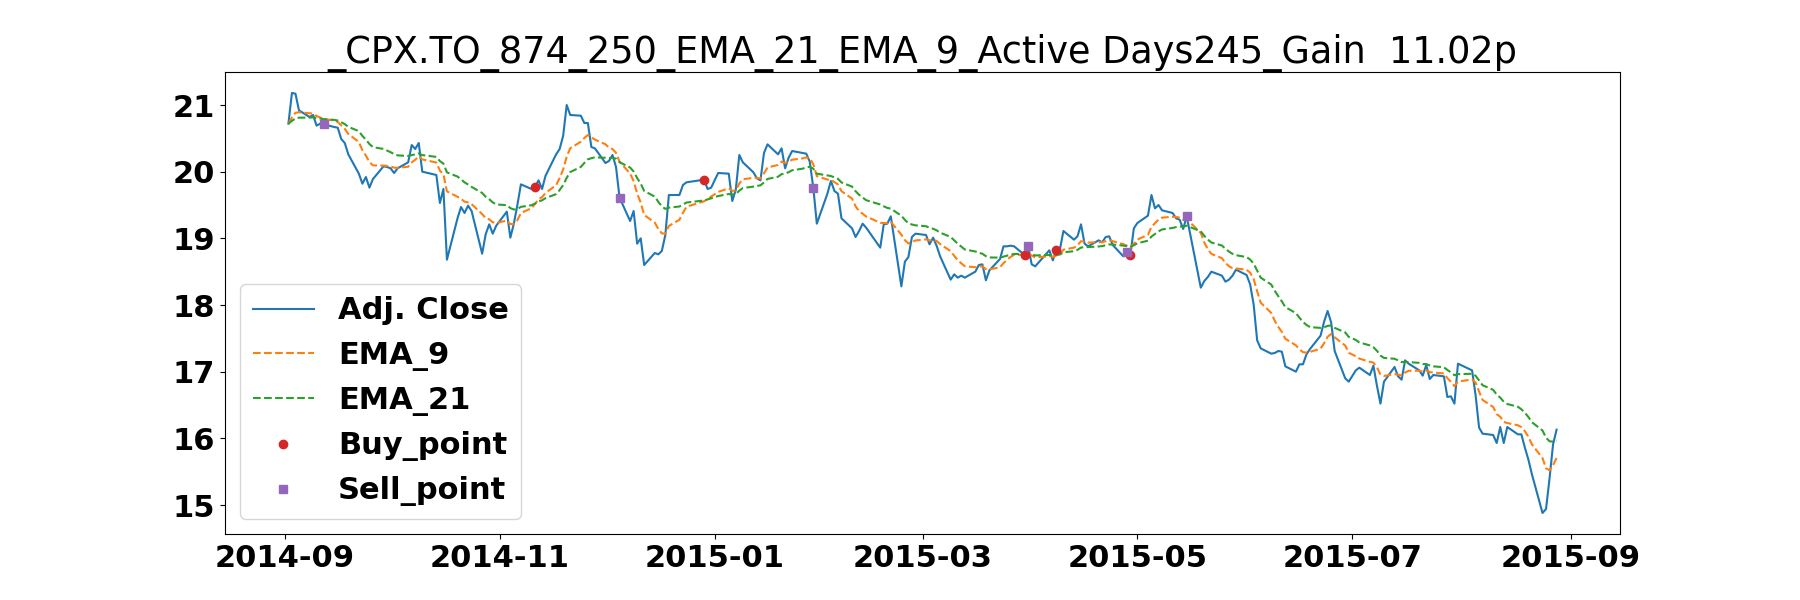 _CPX.TO_874_250_EMA_21_EMA_9_Active Days245_Gain  11.02p
21
20
19
18
17
16
15
Adj. Close
EMA_9
EMA_21
Buy_point
Sell_point
2014-09 2014-11 2015-01 2015-03 2015-05 2015-07 2015-09